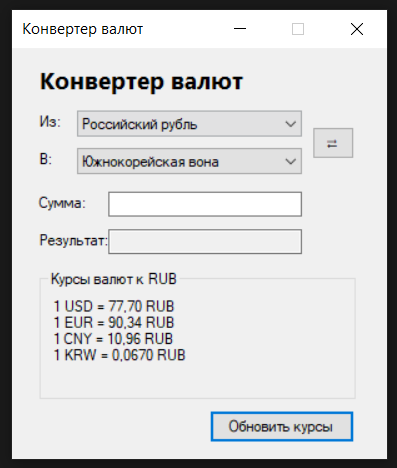 Конвертер валют
Конвертер валют
Из: Российский рубль
В: Южнокорейская вона
⇄
Сумма:
Результат:
Курсы валют к RUB
1 USD = 77,70 RUB
1 EUR = 90,34 RUB
1 CNY = 10,96 RUB
1 KRW = 0,0670 RUB
Обновить курсы